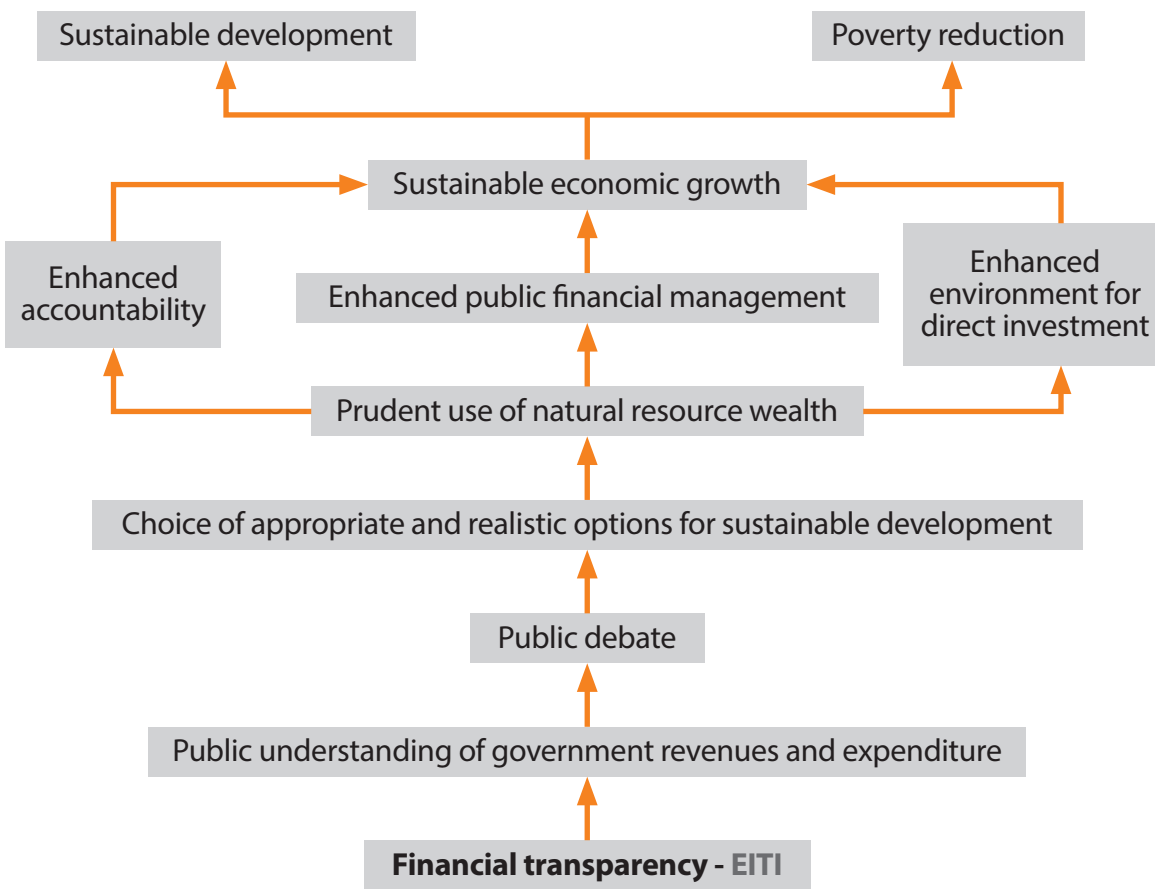 Sustainable development
Poverty reduction
Sustainable economic growth
Enhanced
accountability
Enhanced public financial management
Enhanced
environment for
direct investment
Prudent use of natural resource wealth
Choice of appropriate and realistic options for sustainable development
Public debate
Public understanding of government revenues and expenditure
Financial transparency - EITI